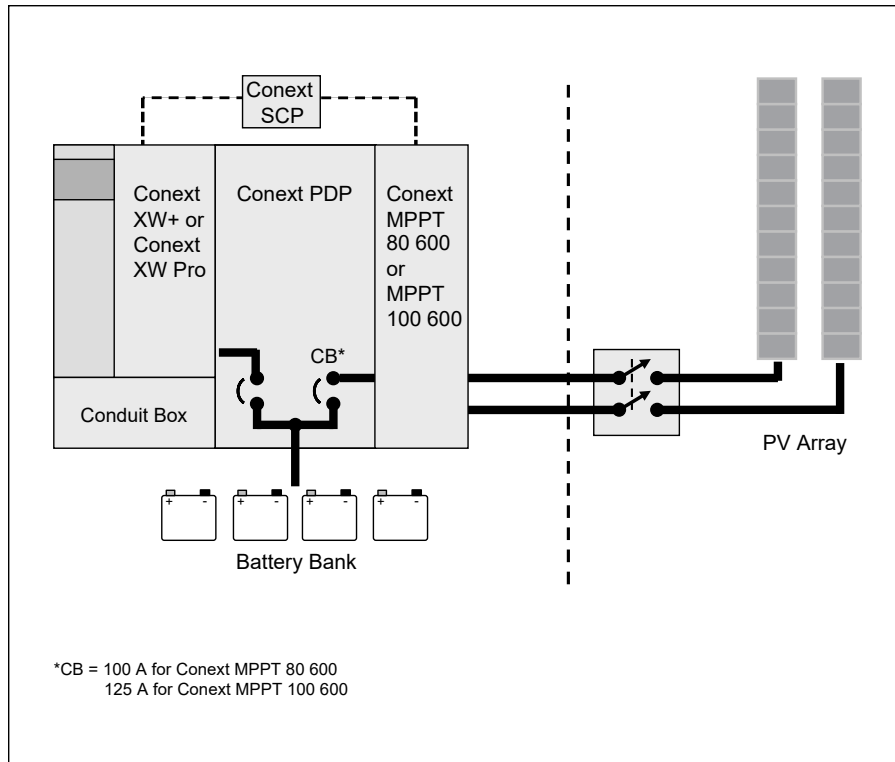 Conext
SCP
Conext
XW+ or
Conext
XW Pro
Conext PDP
Conext
MPPT
80 600
or
MPPT
100 600
CB*
Conduit Box
PV Array
+ -
+ -
+ -
+ -
Battery Bank
*CB = 100 A for Conext MPPT 80 600
125 A for Conext MPPT 100 600